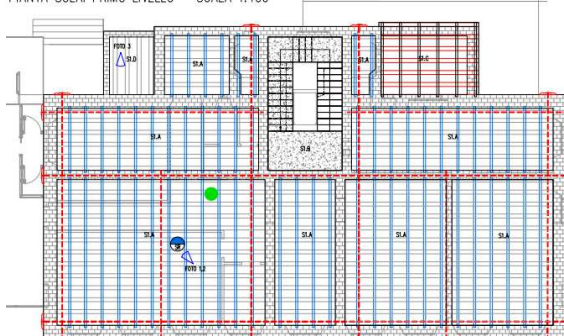 PIANTA SOLAI PRIMO LIVELLO - SCALA 1:100
FOTO 3
S1.D
S1.A
S1.A
S1.A
S1.C
S1.A
S1.B
S1.A
S1.A
S1.A
S1.A
S1.A
FOTO 1,2